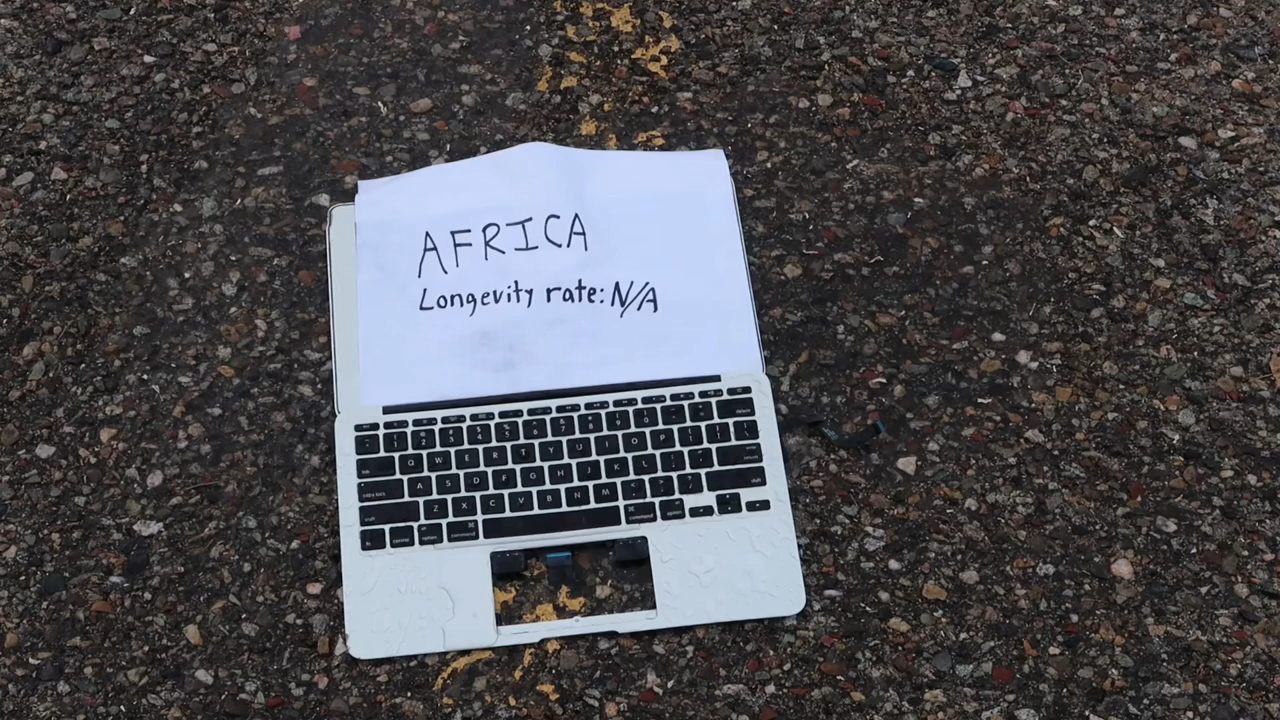 AFRICA
Longevity rate: N/A
Q W E R T Y U I O P
A S D F G H J K L
Z X C V B N M